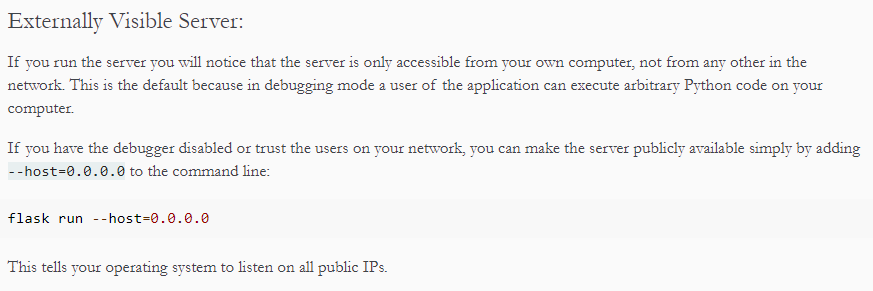 Externally Visible Server:
If you run the server you will notice that the server is only accessible from your own computer, not from any other in the
network. This is the default because in debugging mode a user of the application can execute arbitrary Python code on your
computer.
If you have the debugger disabled or trust the users on your network, you can make the server publicly available simply by adding
--host=0.0.0.0 to the command line:
flask run --host=0.0.0.0
This tells your operating system to listen on all public IPs.